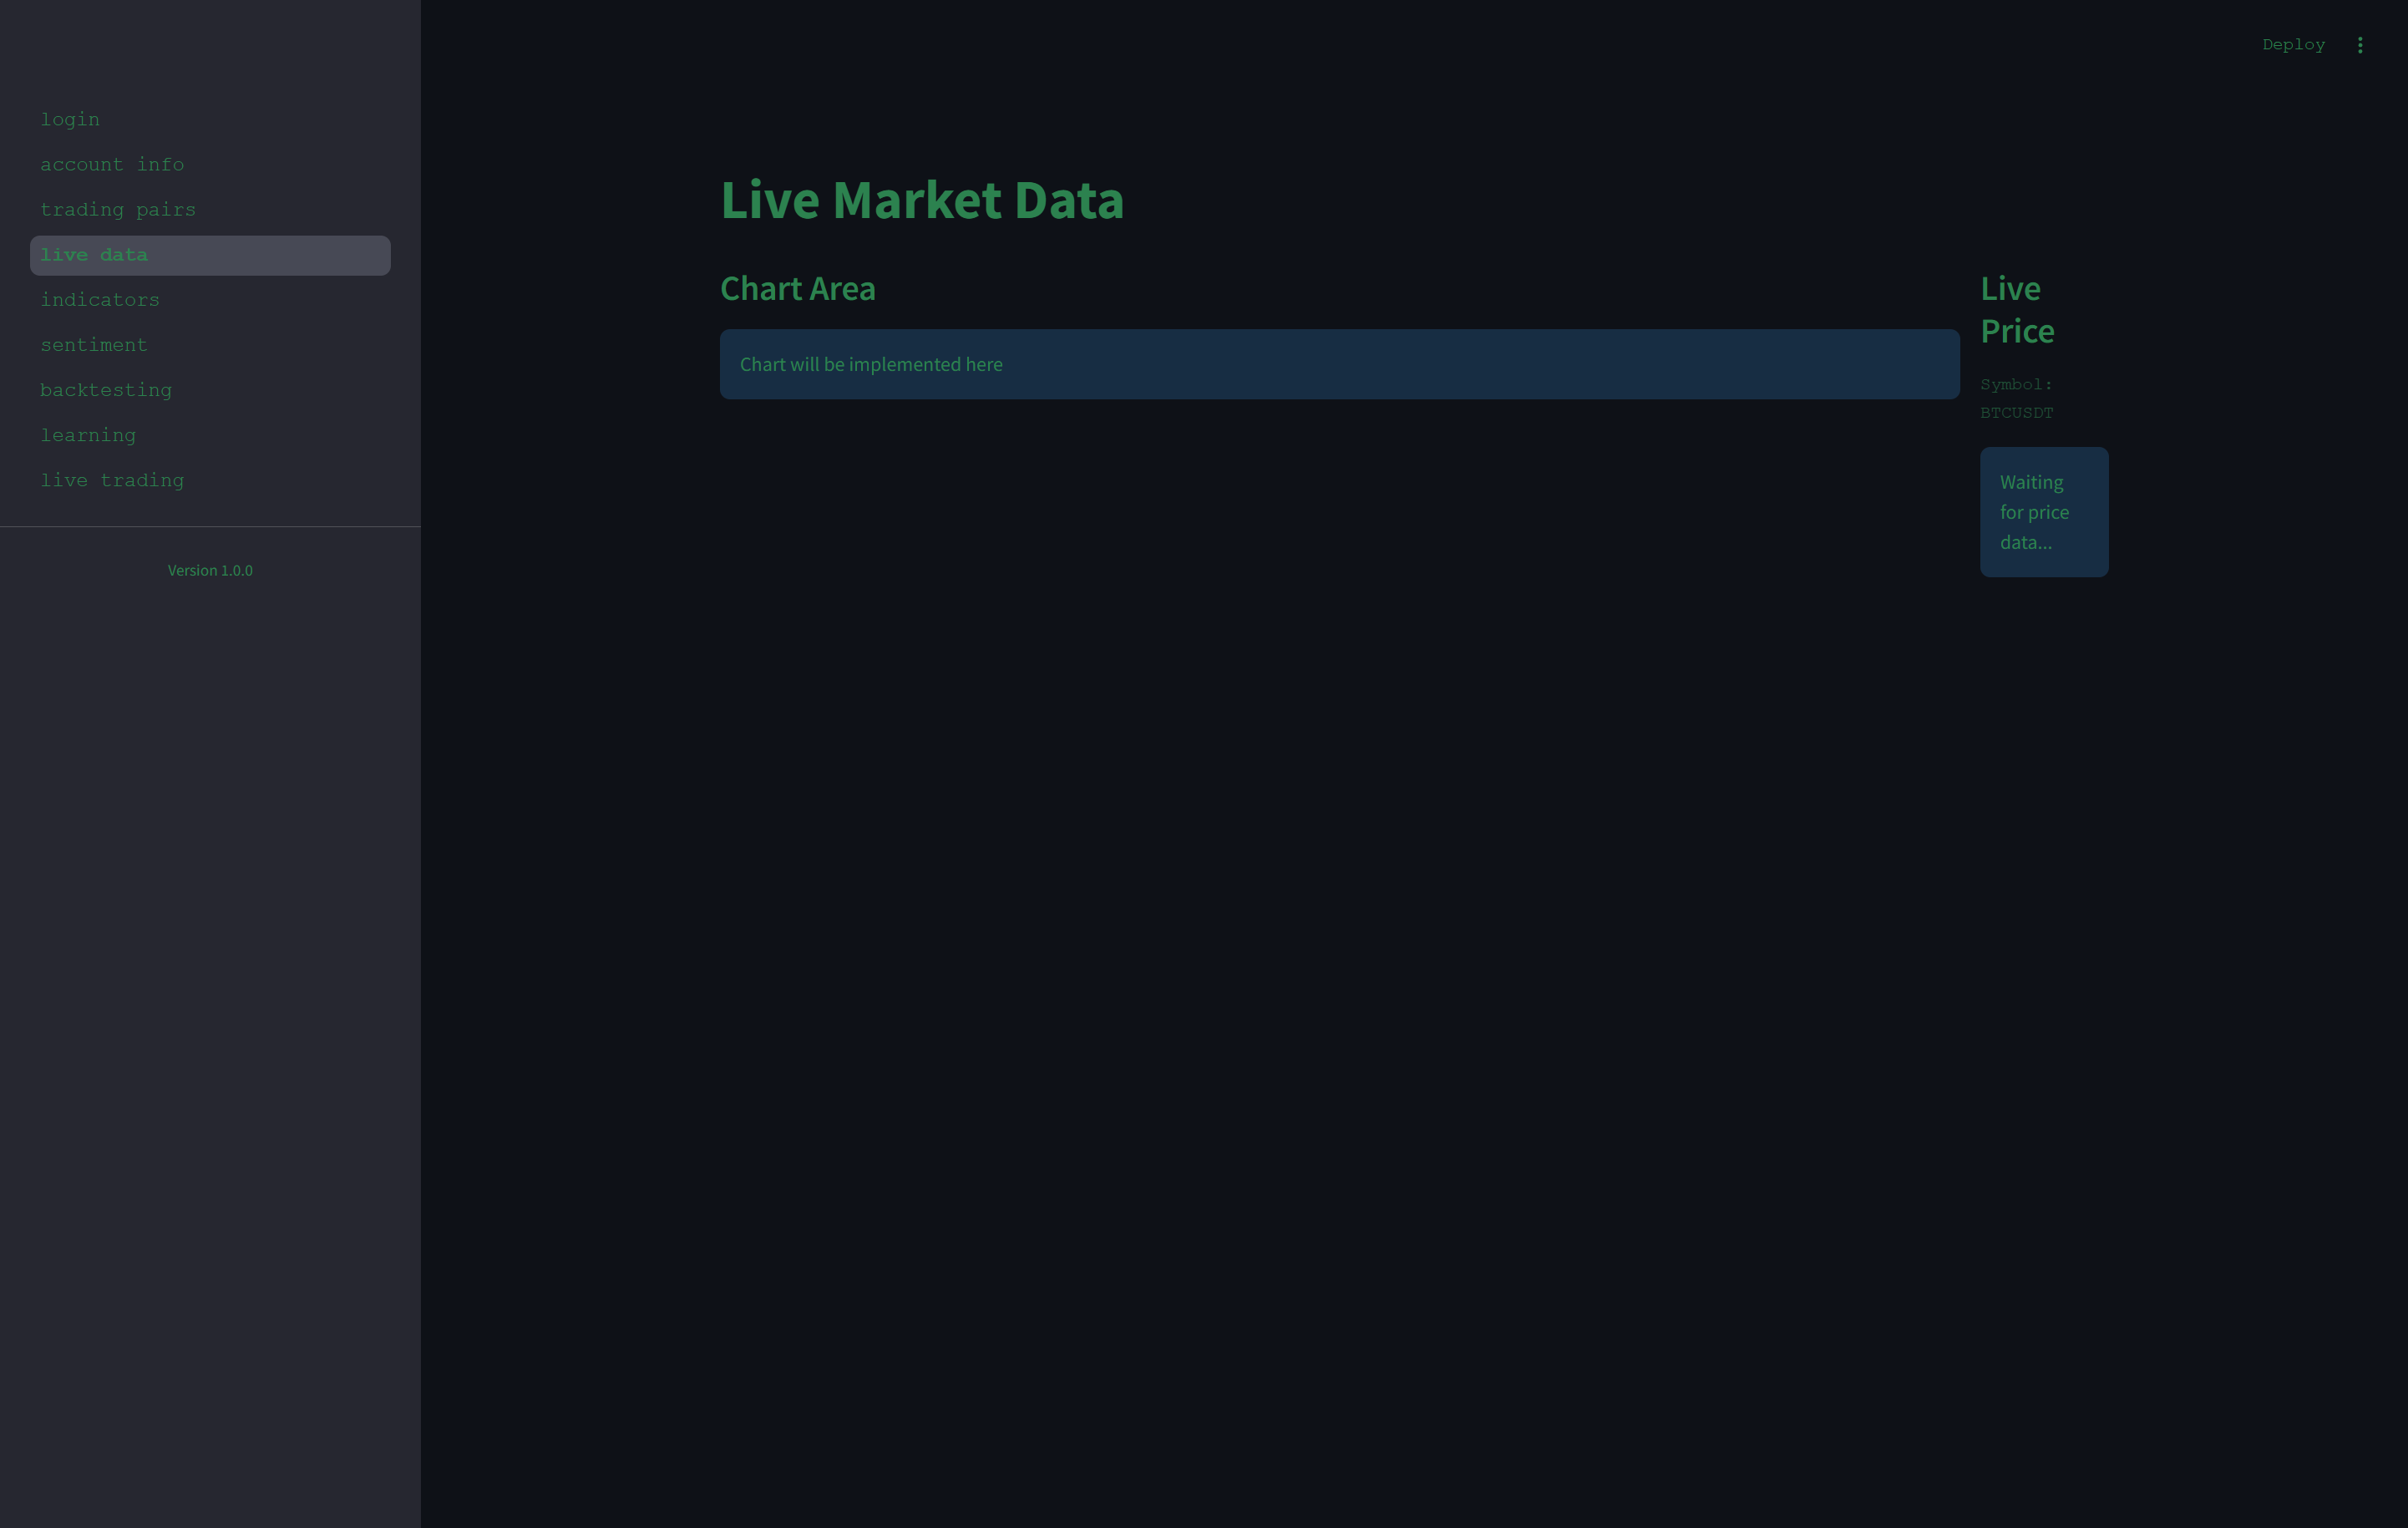 Deploy
login
account info
trading pairs
live data
indicators
sentiment
backtesting
learning
live trading
Version 1.0.0
Live Market Data
Chart Area
Chart will be implemented here
Live
Price
Symbol:
BTCUSDT
Waiting
for price
data...